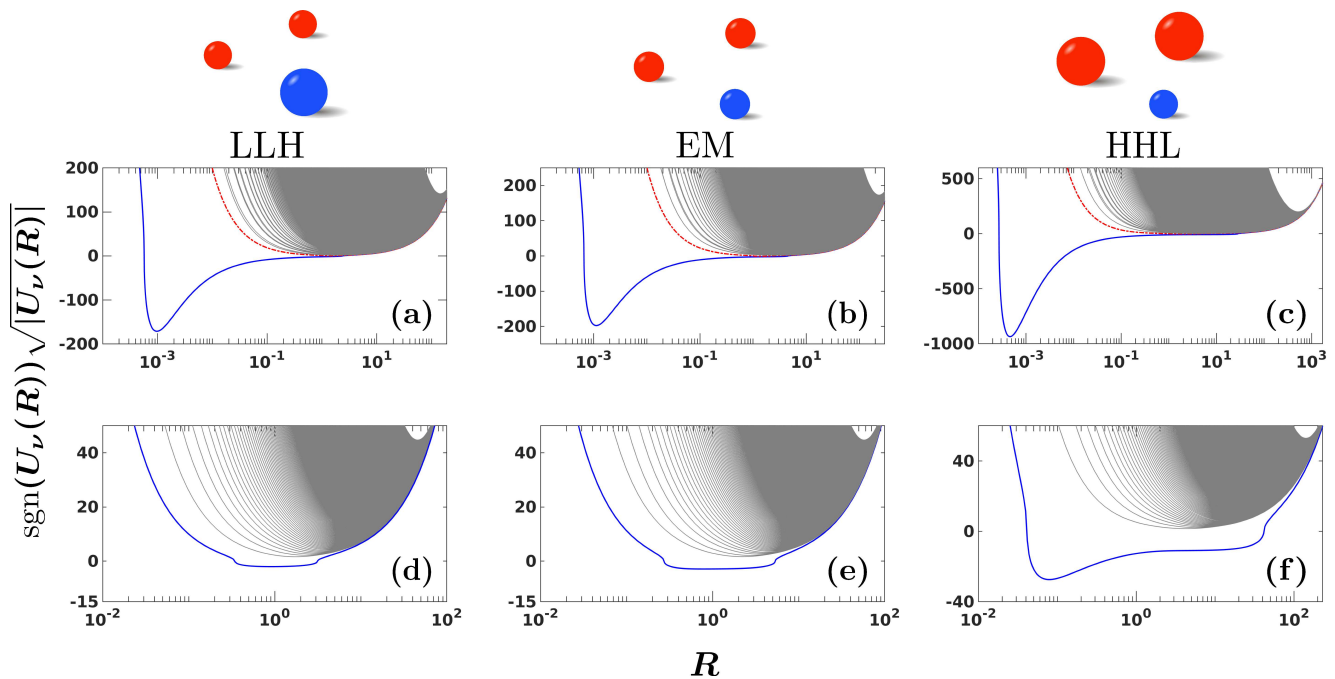 LLH EM HHL
sgn(U_ν(R))√|U_ν(R)|
200 200 500
100 100 0
0 0 -500
-100 -100 -1000
-200 -200
(a) (b) (c)
10^-3 10^-1 10^1 10^-3 10^-1 10^1 10^-3 10^-1 10^1 10^3
40 40 60
20 20 40
0 0 0
-15 -15 -40
(d) (e) (f)
10^-2 10^0 10^2 10^-2 10^0 10^2 10^-2 10^0 10^2
R